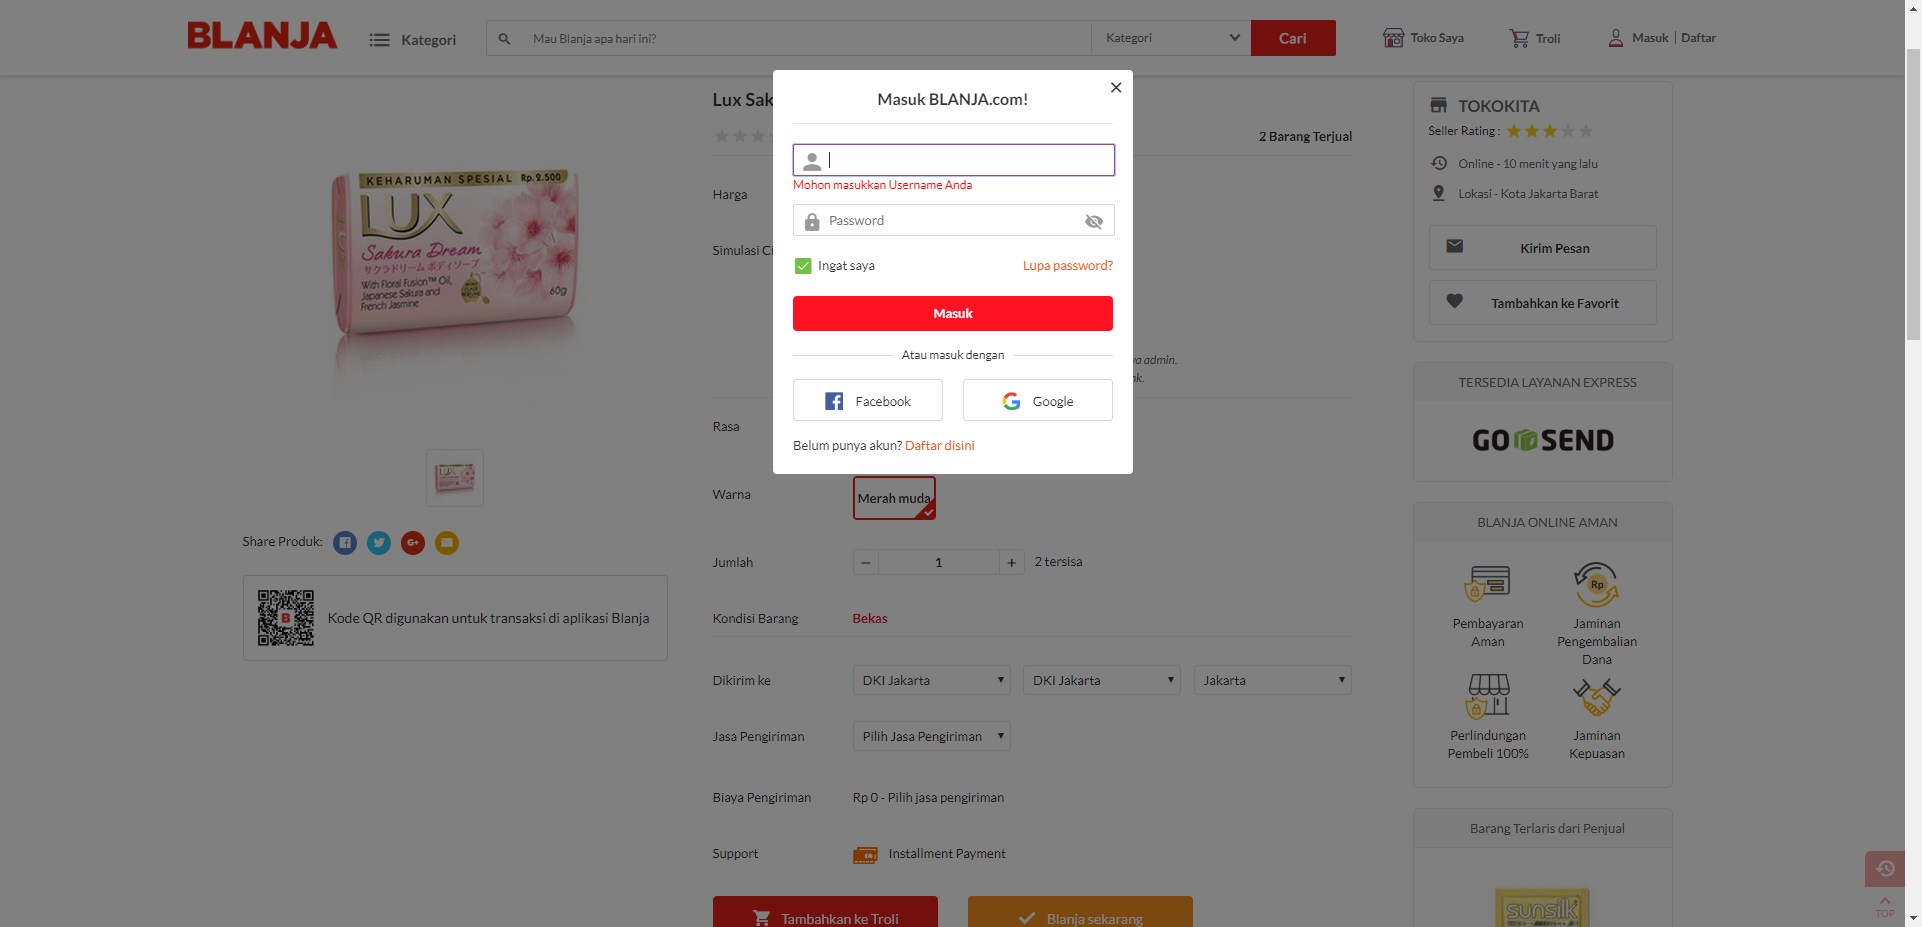 BLANJA
Kategori
Mau Blanja apa hari ini?
Kategori
Cari
Toko Saya
Troli
Masuk | Daftar
Masuk BLANJA.com!
Mohon masukkan Username Anda
Password
Ingat saya
Lupa password?
Masuk
Atau masuk dengan
Facebook
Google
Belum punya akun? Daftar disini
KEHARUMAN SPESIAL Rp.2.500
LUX
Sakura Dream
サクラドリーム ボディソープ
With Floral Fusion™ Oil,
Japanese Sakura and
French Jasmine
60g
LUX
Share Produk:
G+
B
Kode QR digunakan untuk transaksi di aplikasi Blanja
Lux Sak
2 Barang Terjual
Harga
Simulasi Ci
admin.
Rasa
Warna
Merah muda
Jumlah
− 1 + 2 tersisa
Kondisi Barang
Bekas
Dikirim ke
DKI Jakarta
DKI Jakarta
Jakarta
Jasa Pengiriman
Pilih Jasa Pengiriman
Biaya Pengiriman
Rp 0 - Pilih jasa pengiriman
Support
Installment Payment
Tambahkan ke Troli
Blanja sekarang
TOKOKITA
Seller Rating :
Online - 10 menit yang lalu
Lokasi - Kota Jakarta Barat
Kirim Pesan
Tambahkan ke Favorit
TERSEDIA LAYANAN EXPRESS
GO SEND
BLANJA ONLINE AMAN
Rp
Pembayaran
Aman
Jaminan
Pengembalian
Dana
Perlindungan
Pembeli 100%
Jaminan
Kepuasan
Barang Terlaris dari Penjual
sunsilk
TOP